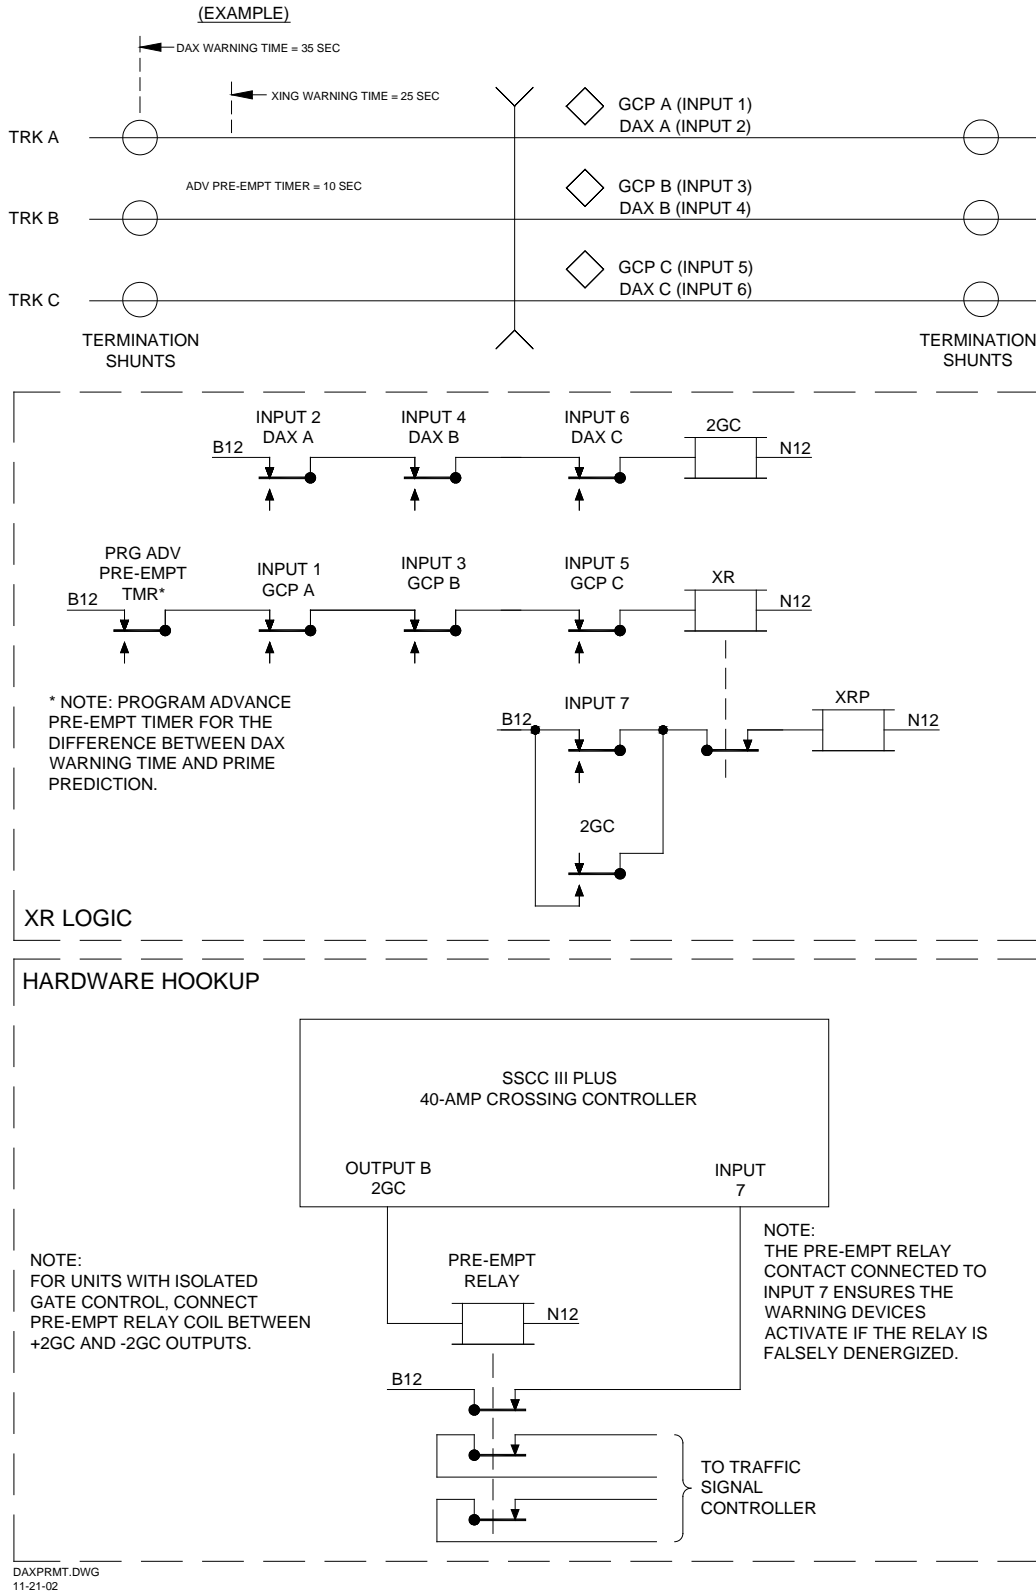 (EXAMPLE)
DAX WARNING TIME = 35 SEC
XING WARNING TIME = 25 SEC
GCP A (INPUT 1)
DAX A (INPUT 2)
TRK A
ADV PRE-EMPT TIMER = 10 SEC
GCP B (INPUT 3)
DAX B (INPUT 4)
TRK B
GCP C (INPUT 5)
DAX C (INPUT 6)
TRK C
TERMINATION
SHUNTS
TERMINATION
SHUNTS
INPUT 2
DAX A
INPUT 4
DAX B
INPUT 6
DAX C
2GC
B12
N12
PRG ADV
PRE-EMPT
TMR*
INPUT 1
GCP A
INPUT 3
GCP B
INPUT 5
GCP C
XR
B12
N12
* NOTE: PROGRAM ADVANCE
PRE-EMPT TIMER FOR THE
DIFFERENCE BETWEEN DAX
WARNING TIME AND PRIME
PREDICTION.
INPUT 7
XRP
B12
N12
2GC
XR LOGIC
HARDWARE HOOKUP
SSCC III PLUS
40-AMP CROSSING CONTROLLER
OUTPUT B
2GC
INPUT
7
NOTE:
FOR UNITS WITH ISOLATED
GATE CONTROL, CONNECT
PRE-EMPT RELAY COIL BETWEEN
+2GC AND -2GC OUTPUTS.
PRE-EMPT
RELAY
N12
NOTE:
THE PRE-EMPT RELAY
CONTACT CONNECTED TO
INPUT 7 ENSURES THE
WARNING DEVICES
ACTIVATE IF THE RELAY IS
FALSELY DENERGIZED.
B12
TO TRAFFIC
SIGNAL
CONTROLLER
DAXPRMT.DWG
11-21-02